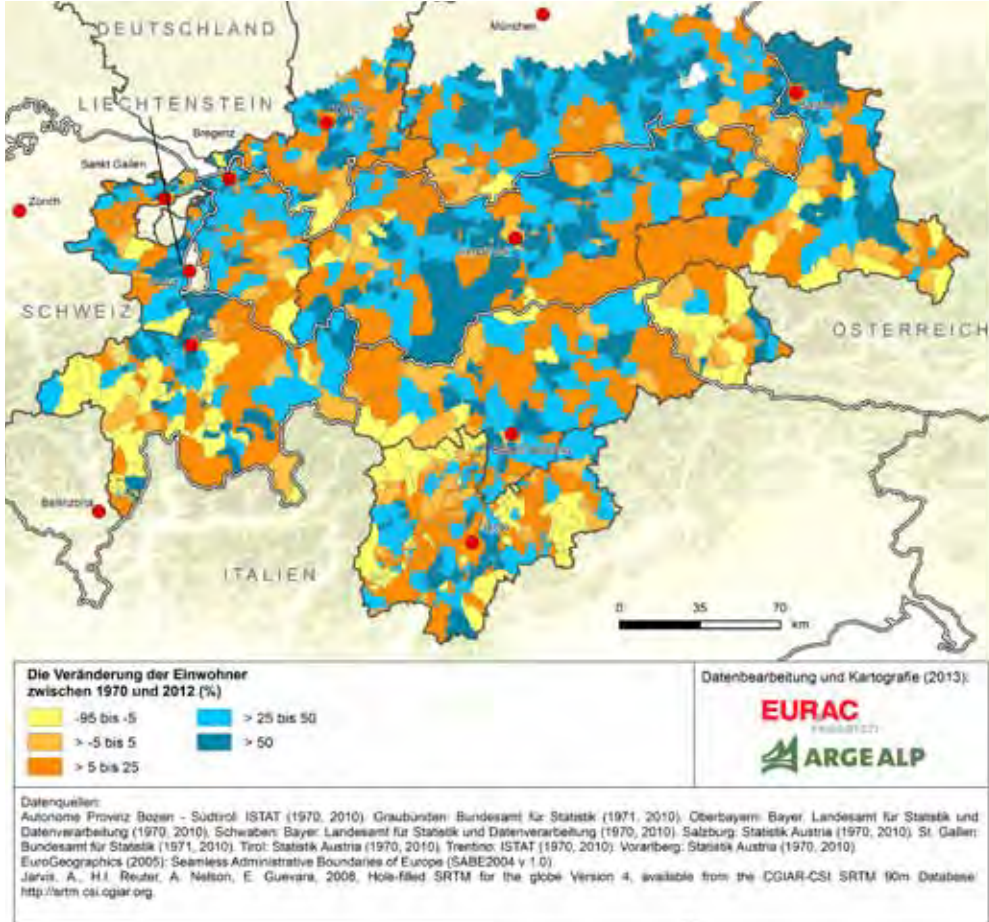 DEUTSCHLAND
München
LIECHTENSTEIN
Bregenz
Sankt Gallen
Zürich
SCHWEIZ
ÖSTERREICH
Bellinzona
ITALIEN
0 35 70
km
Die Veränderung der Einwohner
zwischen 1970 und 2012 (%)
-95 bis -5
> -5 bis 5
> 5 bis 25
> 25 bis 50
> 50
Datenbearbeitung und Kartografie (2013):
EURAC
ARGE ALP
Datenquellen:
Autonome Provinz Bozen - Südtirol: ISTAT (1970, 2010), Graubünden: Bundesamt für Statistik (1971, 2010), Oberbayern: Bayer. Landesamt für Statistik und
Datenverarbeitung (1970, 2010), Schwaben: Bayer. Landesamt für Statistik und Datenverarbeitung (1970, 2010), Salzburg: Statistik Austria (1970, 2010), St. Gallen:
Bundesamt für Statistik (1971, 2010), Tirol: Statistik Austria (1970, 2010), Trentino: ISTAT (1970, 2010), Vorarlberg: Statistik Austria (1970, 2010)
EuroGeographics (2005): Seamless Administrative Boundaries of Europe (SABE2004 v 1.0)
Jarvis, A., H.I. Reuter, A. Nelson, E. Guevara, 2008, Hole-filled SRTM for the globe Version 4, available from the CGIAR-CSI SRTM 90m Database:
http://srtm.csi.cgiar.org.